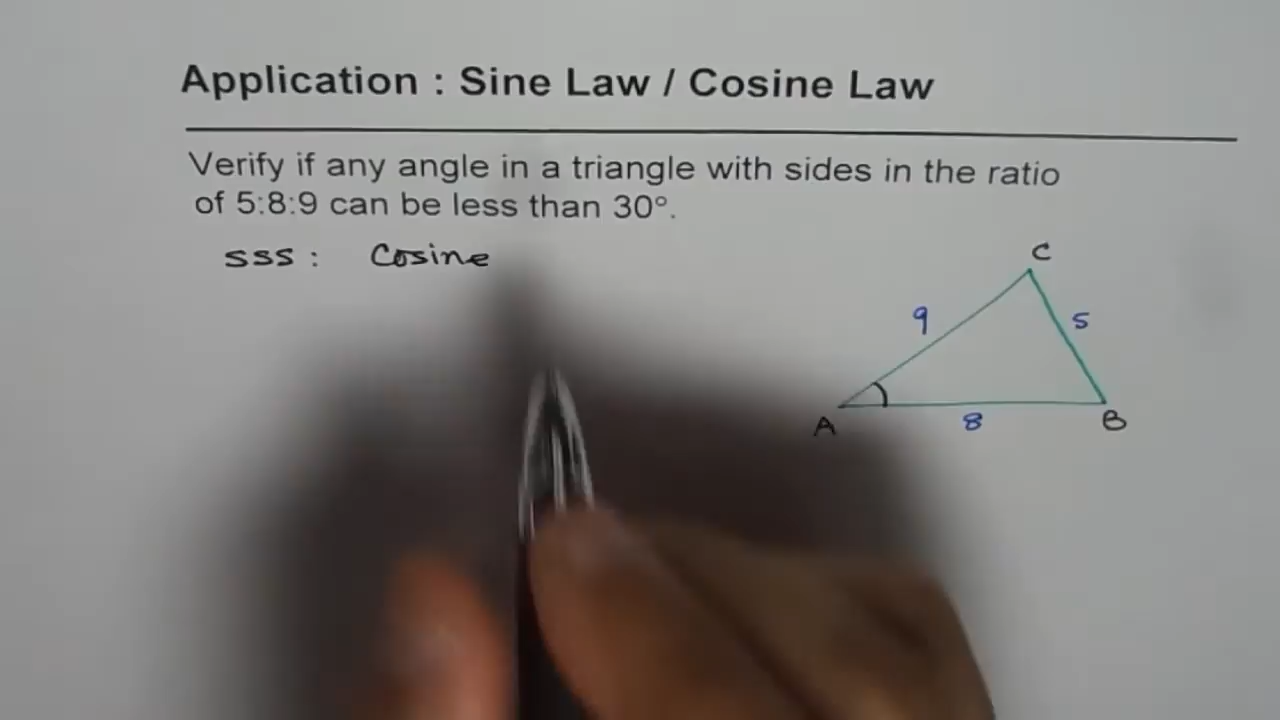 Application : Sine Law / Cosine Law
Verify if any angle in a triangle with sides in the ratio
of 5:8:9 can be less than 30°.
SSS : Cosine
C
9
5
A
8
B